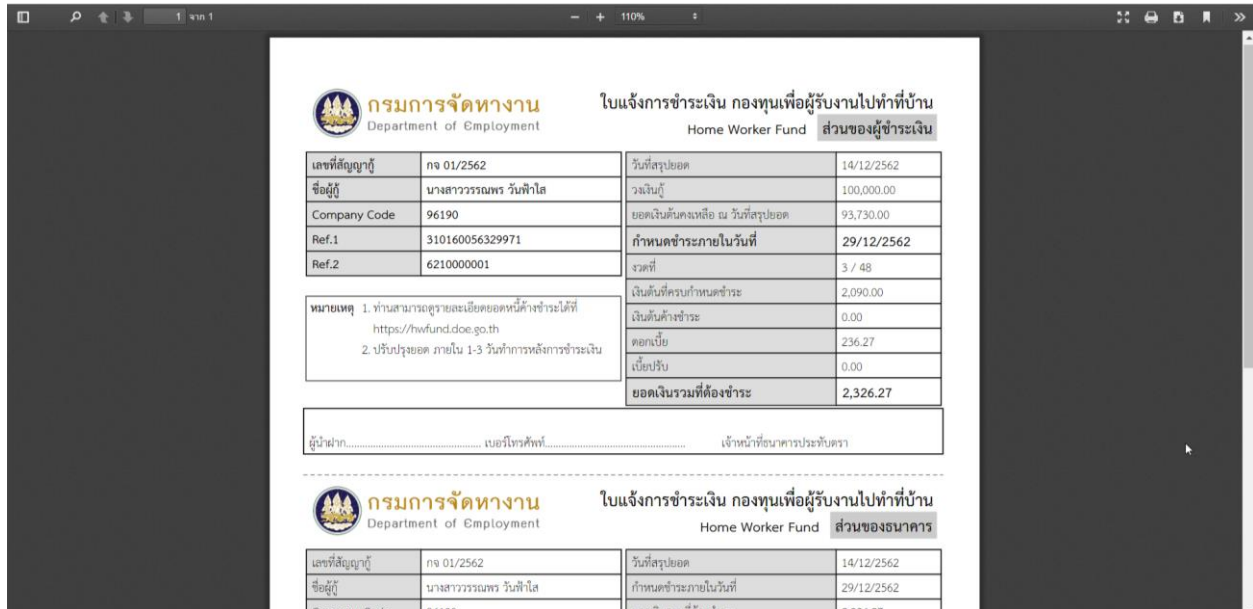 1 จาก 1
110%
กรมการจัดหางาน
Department of Employment
ใบแจ้งการชำระเงิน กองทุนเพื่อผู้รับงานไปทำที่บ้าน
Home Worker Fund ส่วนของผู้ชำระเงิน
เลขที่สัญญากู้ กจ 01/2562
ชื่อผู้กู้ นางสาววรรณพร วันฟ้าใส
Company Code 96190
Ref.1 310160056329971
Ref.2 6210000001
หมายเหตุ 1. ท่านสามารถดูรายละเอียดยอดหนี้ค้างชำระได้ที่
https://hwfund.doe.go.th
2. ปรับปรุงยอด ภายใน 1-3 วันทำการหลังการชำระเงิน
วันที่สรุปยอด 14/12/2562
วงเงินกู้ 100,000.00
ยอดเงินต้นคงเหลือ ณ วันที่สรุปยอด 93,730.00
กำหนดชำระภายในวันที่ 29/12/2562
งวดที่ 3 / 48
เงินต้นที่ครบกำหนดชำระ 2,090.00
เงินต้นค้างชำระ 0.00
ดอกเบี้ย 236.27
เบี้ยปรับ 0.00
ยอดเงินรวมที่ต้องชำระ 2,326.27
ผู้นำฝาก................................................. เบอร์โทรศัพท์................................................... เจ้าหน้าที่ธนาคารประทับตรา
กรมการจัดหางาน
Department of Employment
ใบแจ้งการชำระเงิน กองทุนเพื่อผู้รับงานไปทำที่บ้าน
Home Worker Fund ส่วนของธนาคาร
เลขที่สัญญากู้ กจ 01/2562
ชื่อผู้กู้ นางสาววรรณพร วันฟ้าใส
วันที่สรุปยอด 14/12/2562
กำหนดชำระภายในวันที่ 29/12/2562